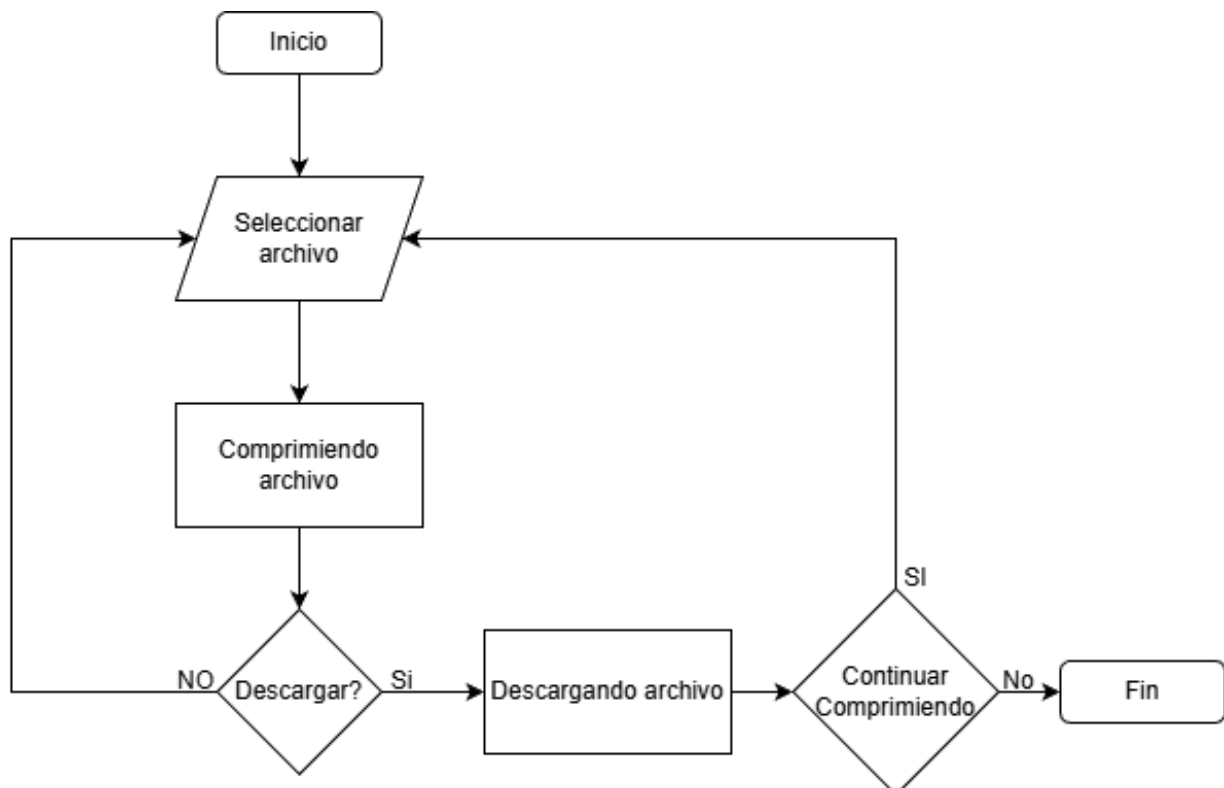 Inicio
Seleccionar
archivo
Comprimiendo
archivo
SI
NO
Descargar?
Si
Descargando archivo
Continuar
Comprimiendo
No
Fin